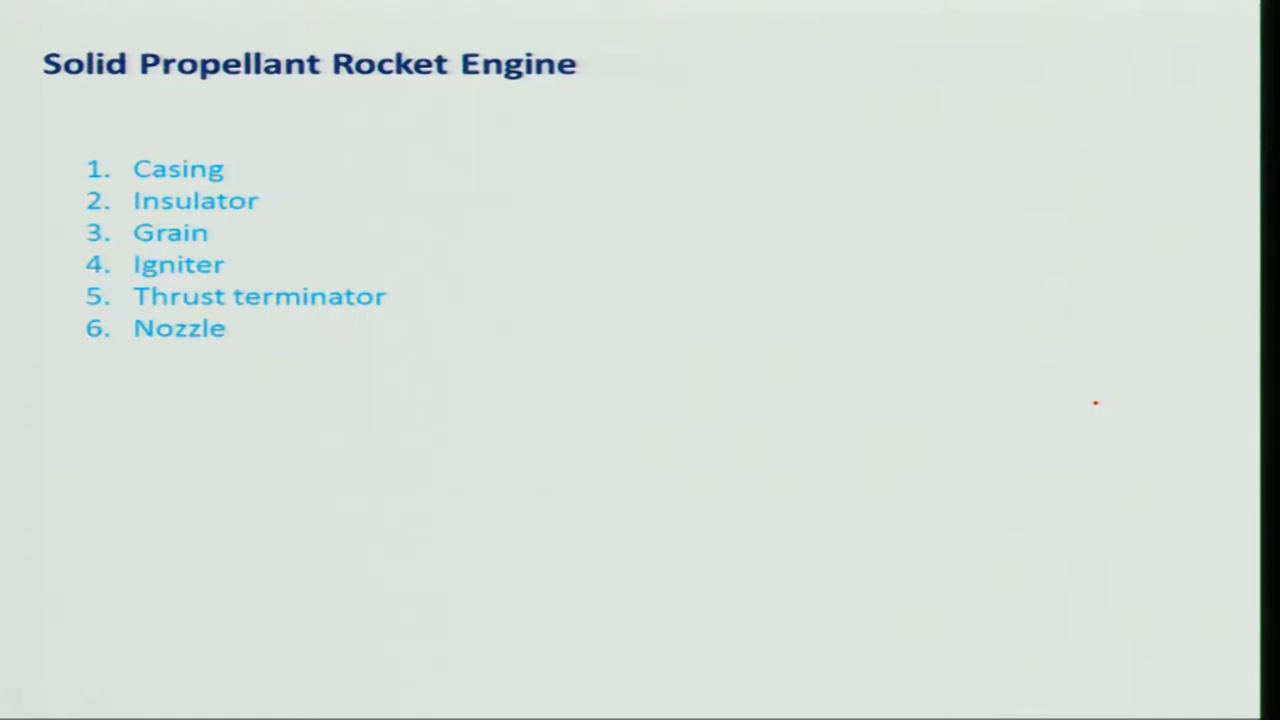 Solid Propellant Rocket Engine
1. Casing
2. Insulator
3. Grain
4. Igniter
5. Thrust terminator
6. Nozzle